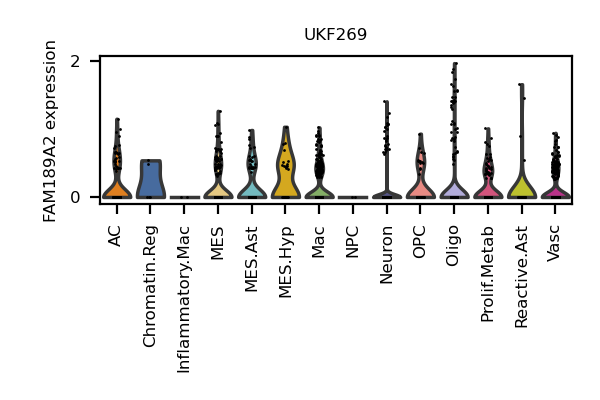 UKF269
FAM189A2 expression
2
0
AC
Chromatin.Reg
Inflammatory.Mac
MES
MES.Ast
MES.Hyp
Mac
NPC
Neuron
OPC
Oligo
Prolif.Metab
Reactive.Ast
Vasc